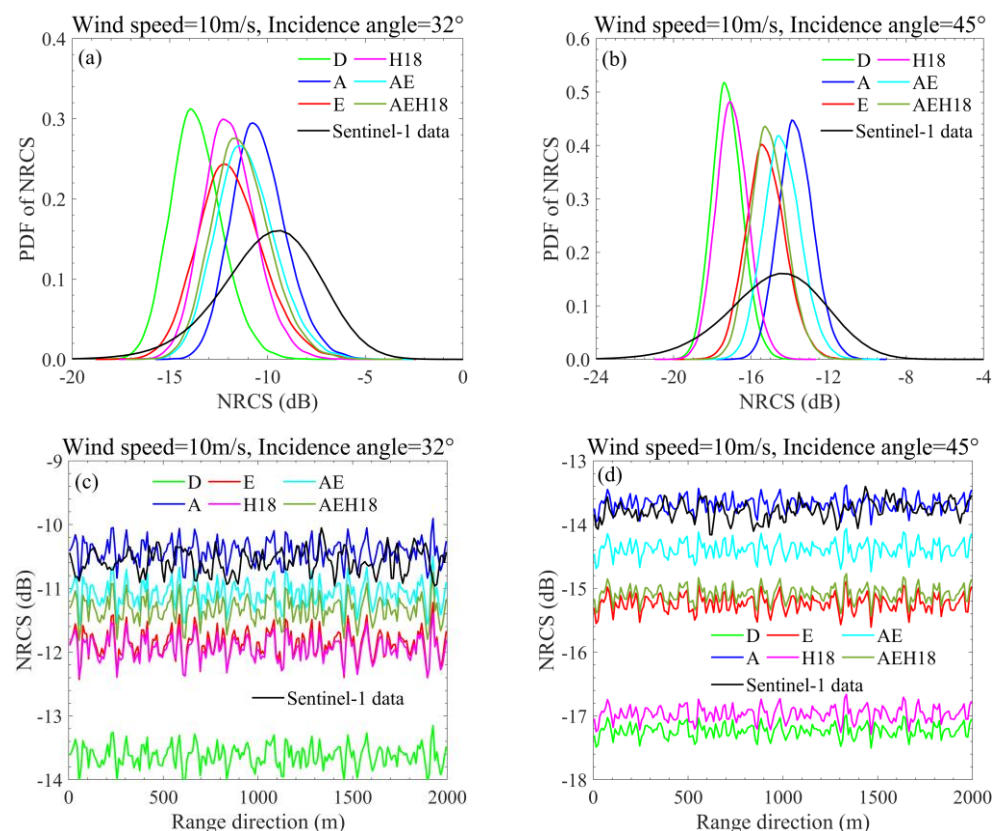 Wind speed=10m/s, Incidence angle=32°
(a)
D H18
A AE
E AEH18
Sentinel-1 data
PDF of NRCS
0.4
0.3
0.2
0.1
0.0
-20 -15 -10 -5 0
NRCS (dB)
Wind speed=10m/s, Incidence angle=45°
(b)
D H18
A AE
E AEH18
Sentinel-1 data
PDF of NRCS
0.6
0.5
0.4
0.3
0.2
0.1
0.0
-24 -20 -16 -12 -8 -4
NRCS (dB)
Wind speed=10m/s, Incidence angle=32°
(c)
D E AE
A H18 AEH18
Sentinel-1 data
NRCS (dB)
-9
-10
-11
-12
-13
-14
0 500 1000 1500 2000
Range direction (m)
Wind speed=10m/s, Incidence angle=45°
(d)
D E AE
A H18 AEH18
Sentinel-1 data
NRCS (dB)
-13
-14
-15
-16
-17
-18
0 500 1000 1500 2000
Range direction (m)